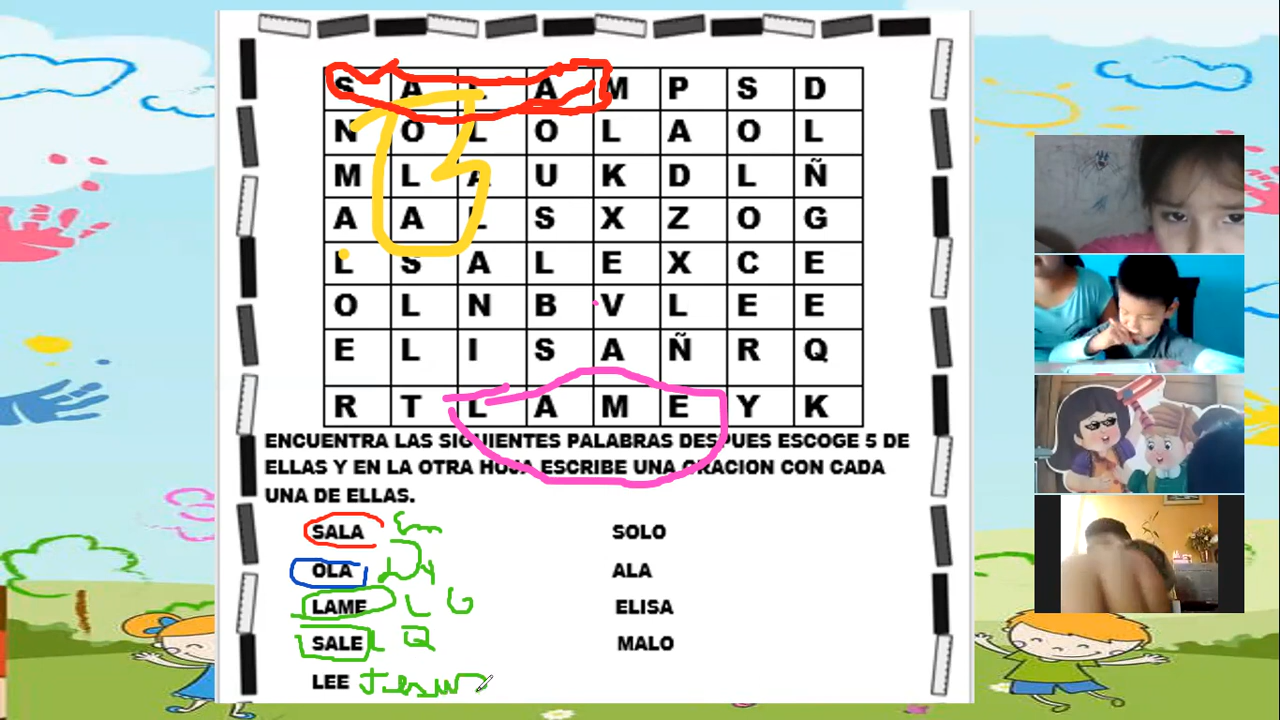 S A L A M P S D
N O L O L A O L
M L A U K D L Ñ
A A L S X Z O G
L S A L E X C E
O L N B V L E E
E L I S A Ñ R Q
R T L A M E Y K
ENCUENTRA LAS SIGUIENTES PALABRAS DESPUES ESCOGE 5 DE
ELLAS Y EN LA OTRA HOJA ESCRIBE UNA ORACION CON CADA
UNA DE ELLAS.
SALA SOLO
OLA ALA
LAME L G ELISA
SALE L Q MALO
LEE Jesus